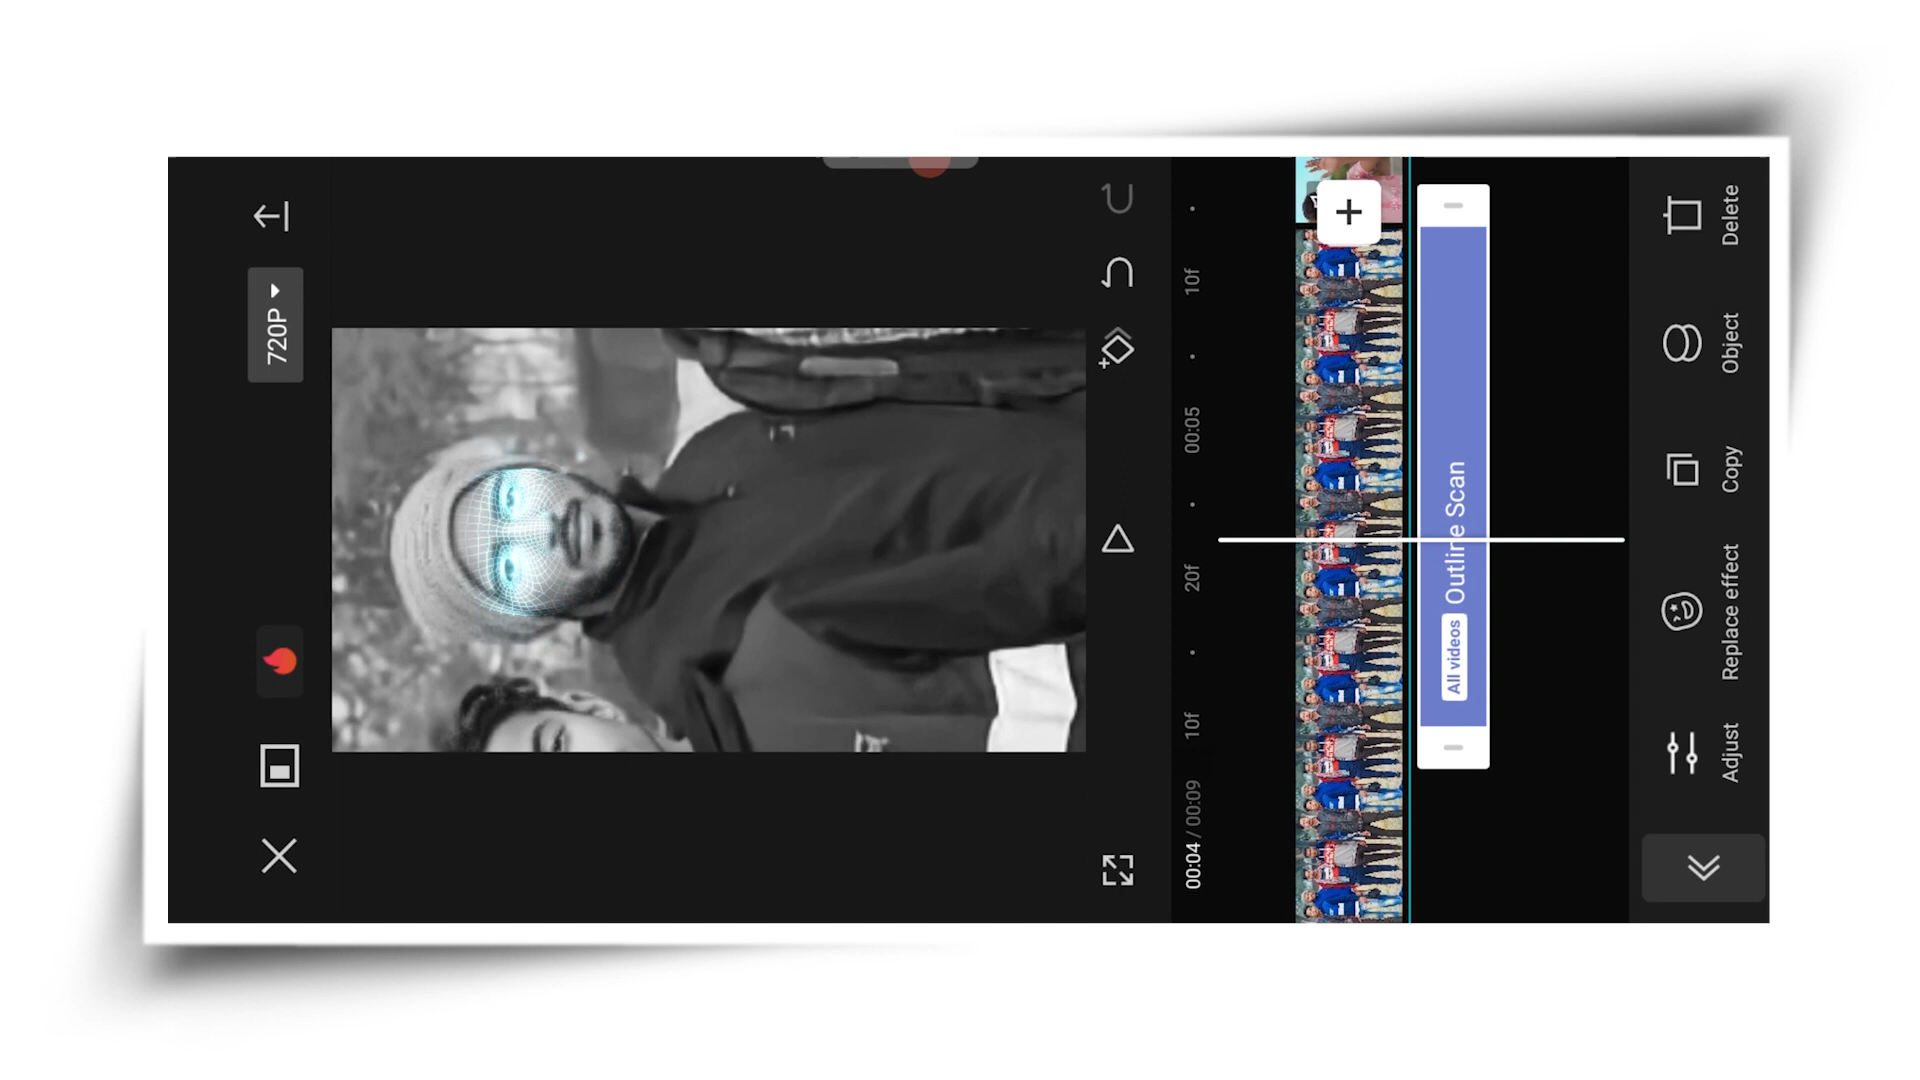 720P
00:04 / 00:09
10f
20f
00:05
10f
All videos Outline Scan
Adjust
Replace effect
Copy
Object
Delete